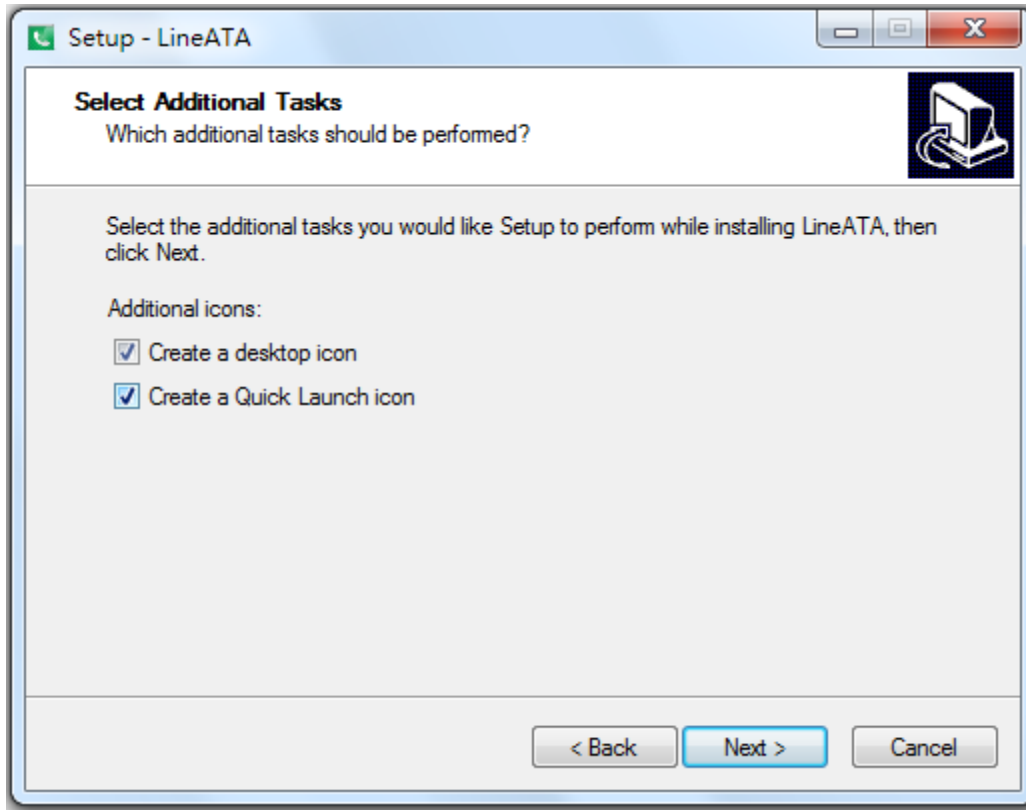 Setup - LineATA
Select Additional Tasks
Which additional tasks should be performed?
Select the additional tasks you would like Setup to perform while installing LineATA, then
click Next.
Additional icons:
Create a desktop icon
Create a Quick Launch icon
< Back
Next >
Cancel